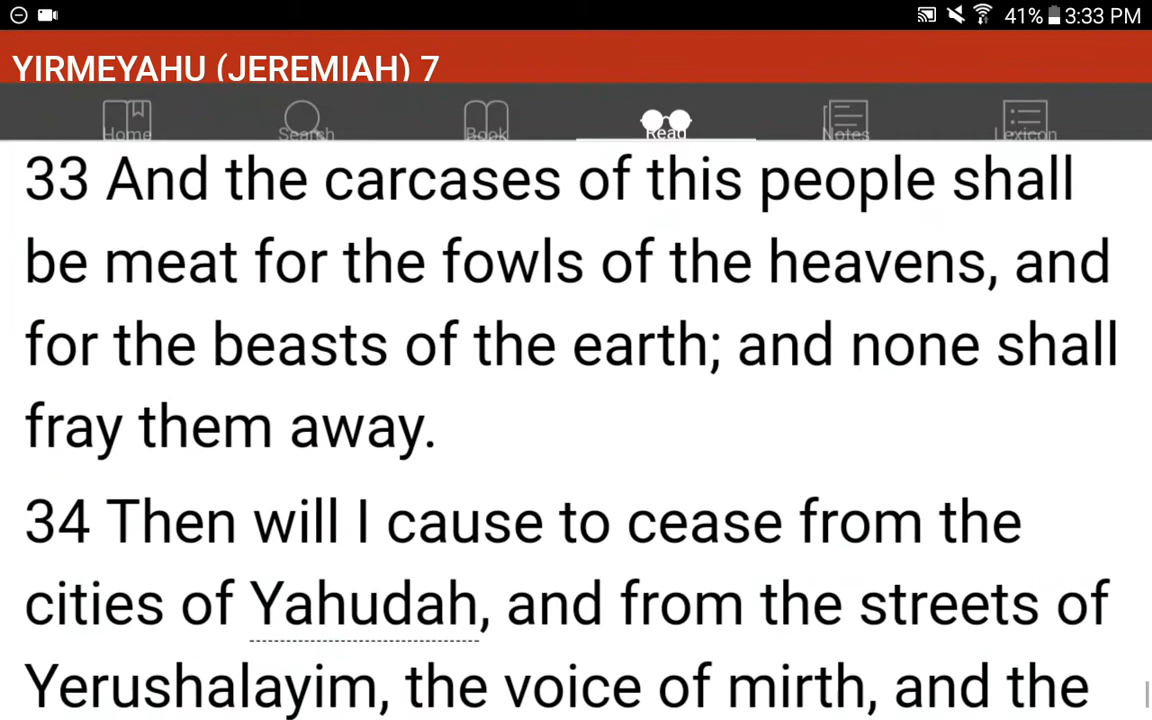 41% 3:33 PM
YIRMEYAHU (JEREMIAH) 7
Home Search Book Read Notes Lexicon
33 And the carcases of this people shall
be meat for the fowls of the heavens, and
for the beasts of the earth; and none shall
fray them away.
34 Then will I cause to cease from the
cities of Yahudah, and from the streets of
Yerushalayim, the voice of mirth, and the